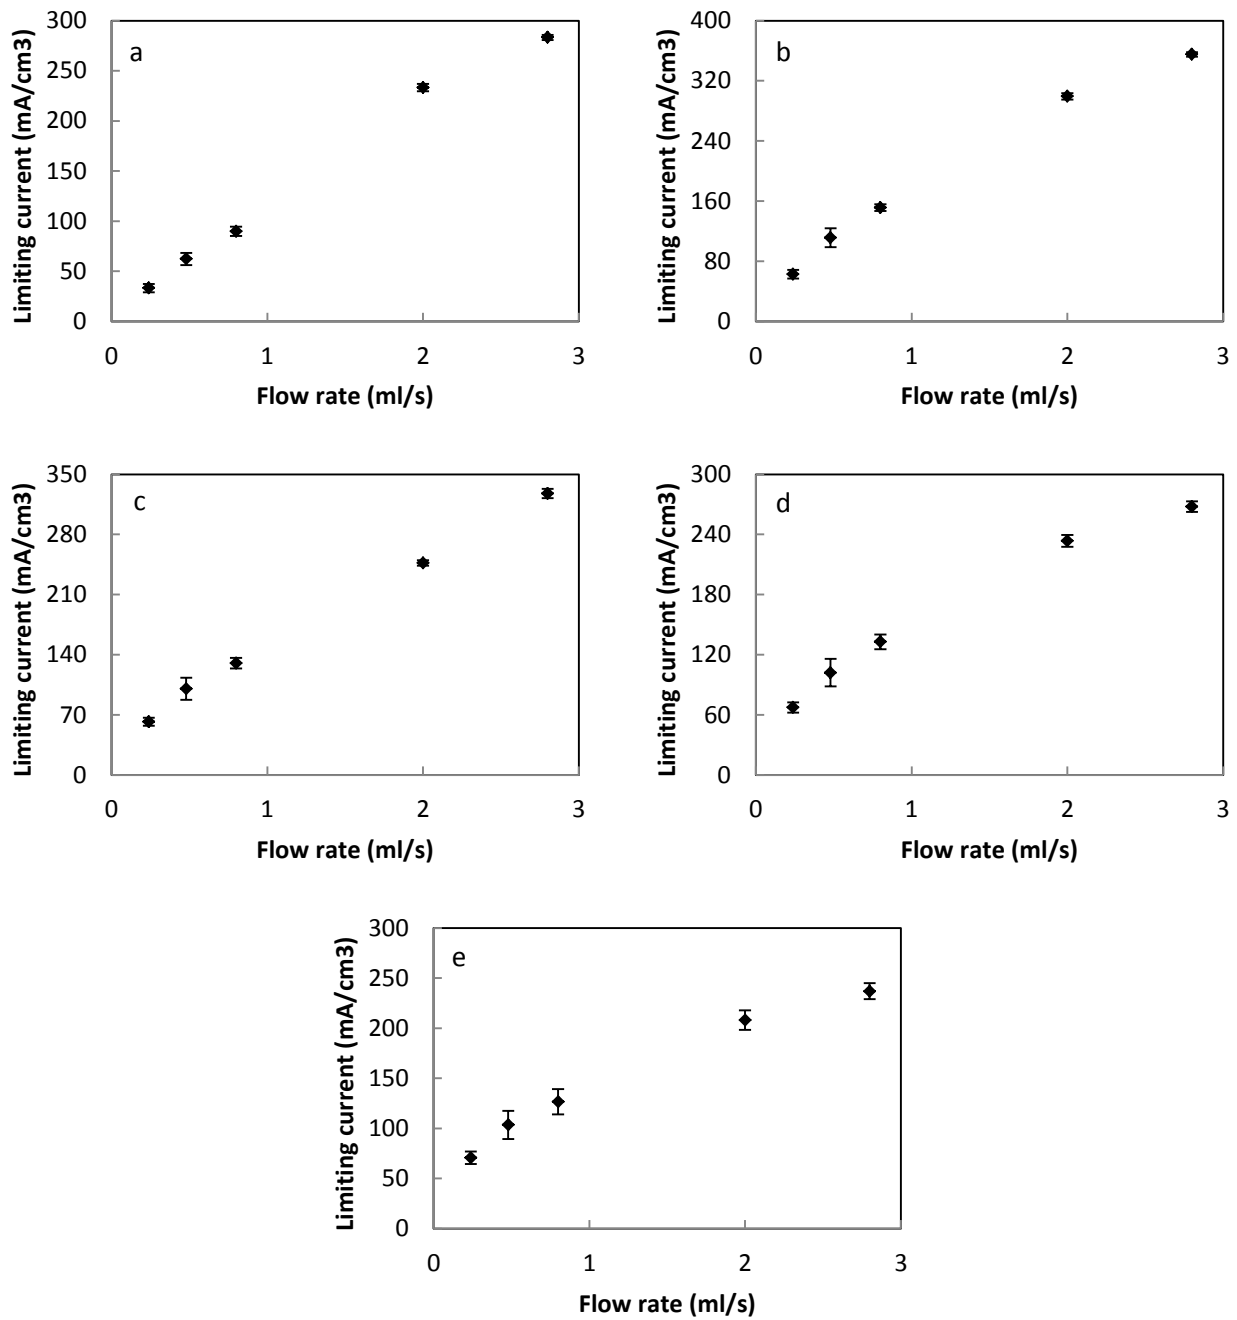 a
Limiting current (mA/cm3)
300
250
200
150
100
50
0
0 1 2 3
Flow rate (ml/s)
b
Limiting current (mA/cm3)
400
320
240
160
80
0
0 1 2 3
Flow rate (ml/s)
c
Limiting current (mA/cm3)
350
280
210
140
70
0
0 1 2 3
Flow rate (ml/s)
d
Limiting current (mA/cm3)
300
240
180
120
60
0
0 1 2 3
Flow rate (ml/s)
e
Limiting current (mA/cm3)
300
250
200
150
100
50
0
0 1 2 3
Flow rate (ml/s)